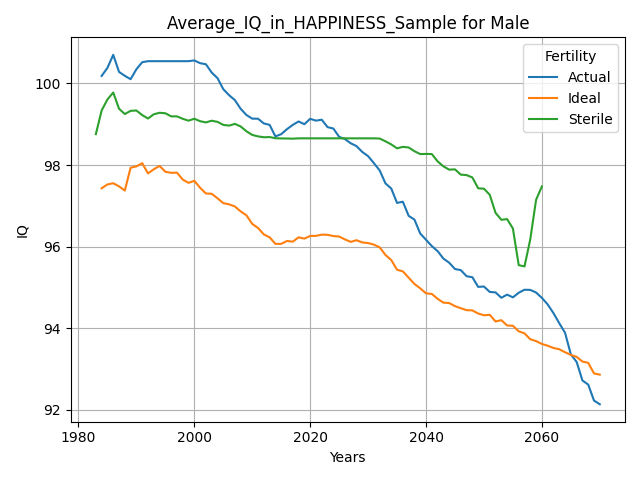 Average_IQ_in_HAPPINESS_Sample for Male
Fertility
Actual
Ideal
Sterile
IQ
100
98
96
94
92
1980
2000
2020
2040
2060
Years